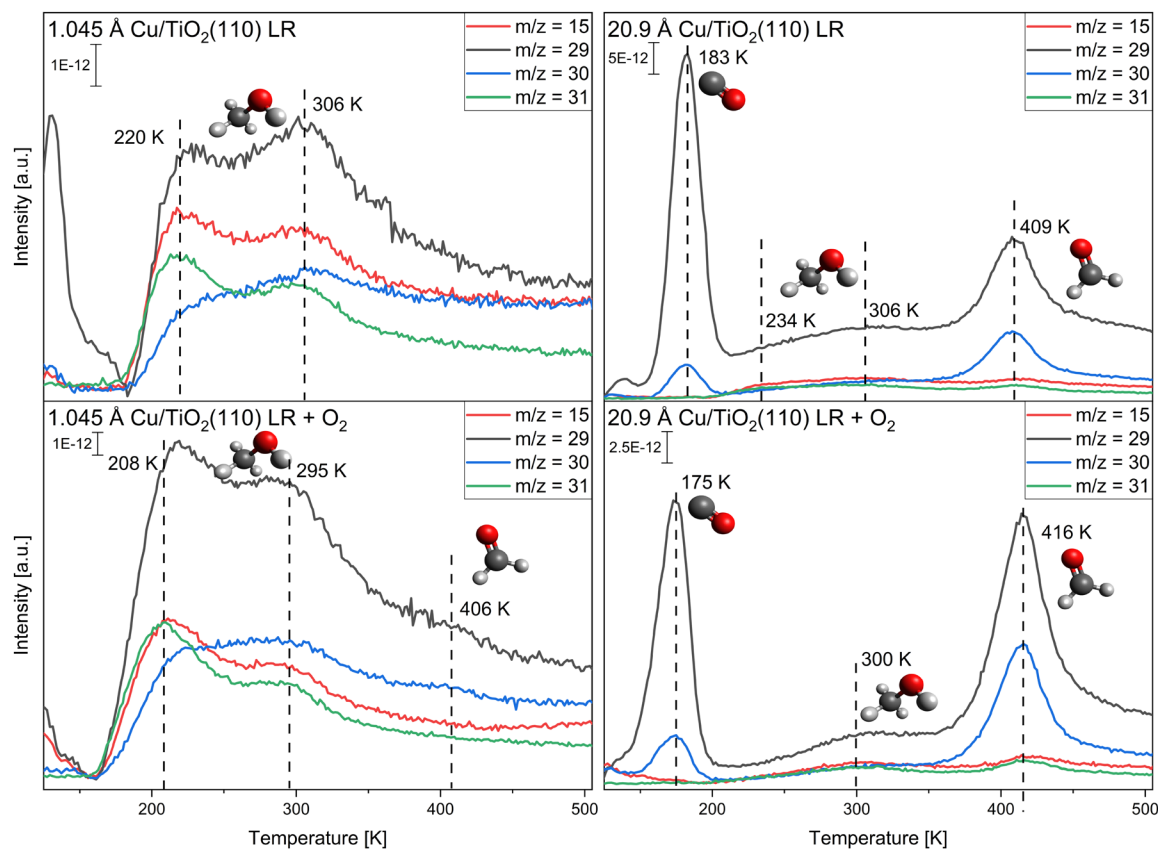 1.045 Å Cu/TiO2(110) LR
1E-12
m/z = 15
m/z = 29
m/z = 30
m/z = 31
220 K
306 K
Intensity [a.u.]
20.9 Å Cu/TiO2(110) LR
5E-12
m/z = 15
m/z = 29
m/z = 30
m/z = 31
183 K
234 K
306 K
409 K
1.045 Å Cu/TiO2(110) LR + O2
1E-12
m/z = 15
m/z = 29
m/z = 30
m/z = 31
208 K
295 K
406 K
Intensity [a.u.]
200 300 400 500
Temperature [K]
20.9 Å Cu/TiO2(110) LR + O2
2.5E-12
m/z = 15
m/z = 29
m/z = 30
m/z = 31
175 K
300 K
416 K
200 300 400 500
Temperature [K]